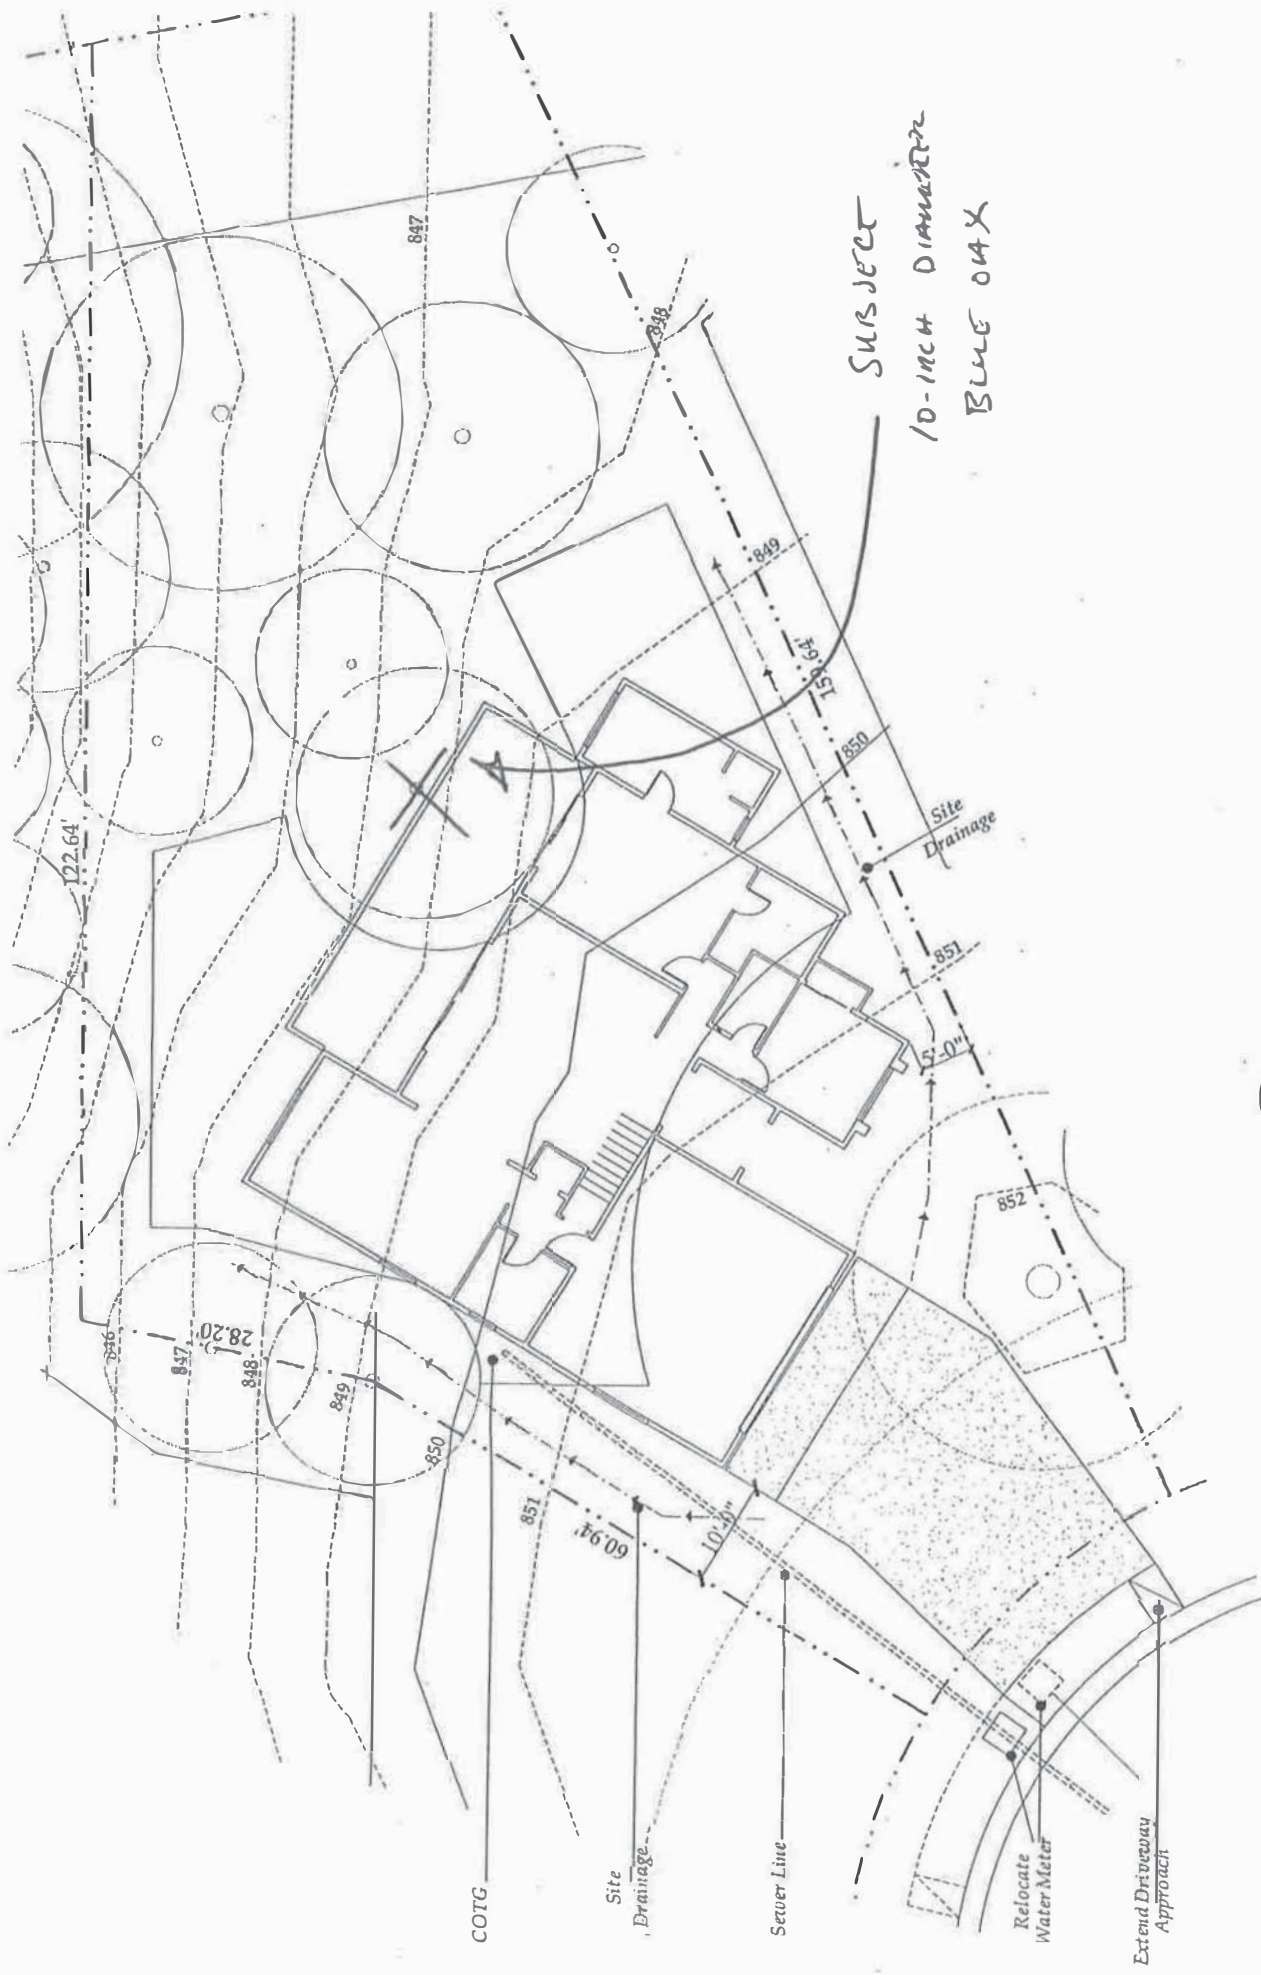 122.64'
847
848
SUBJECT
10-INCH DIAMETER
BLUE OAK
849
159.64'
850
Site
Drainage
851
5'-0"
852
846
847
848
849
28.20'
850
851
60.94'
10'-0"
COTG
Site
Drainage
Sewer Line
Relocate
Water Meter
Extend Driveway
Approach